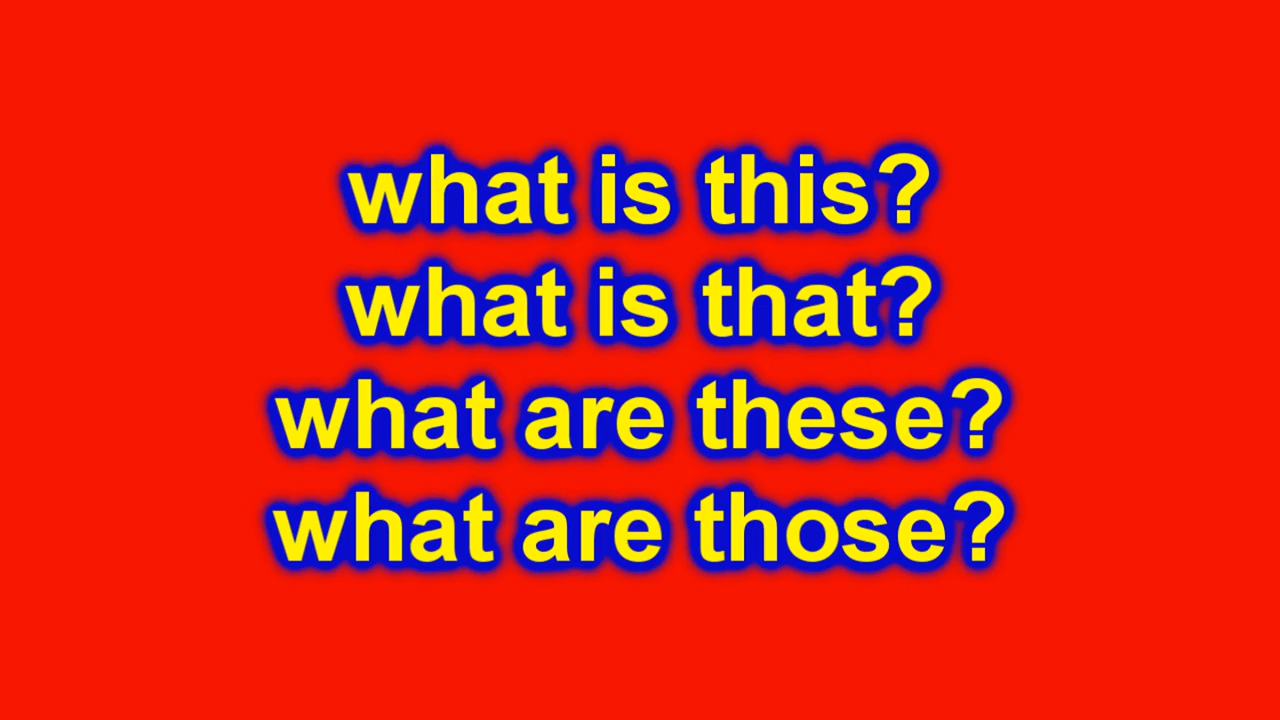 what is this?
what is that?
what are these?
what are those?